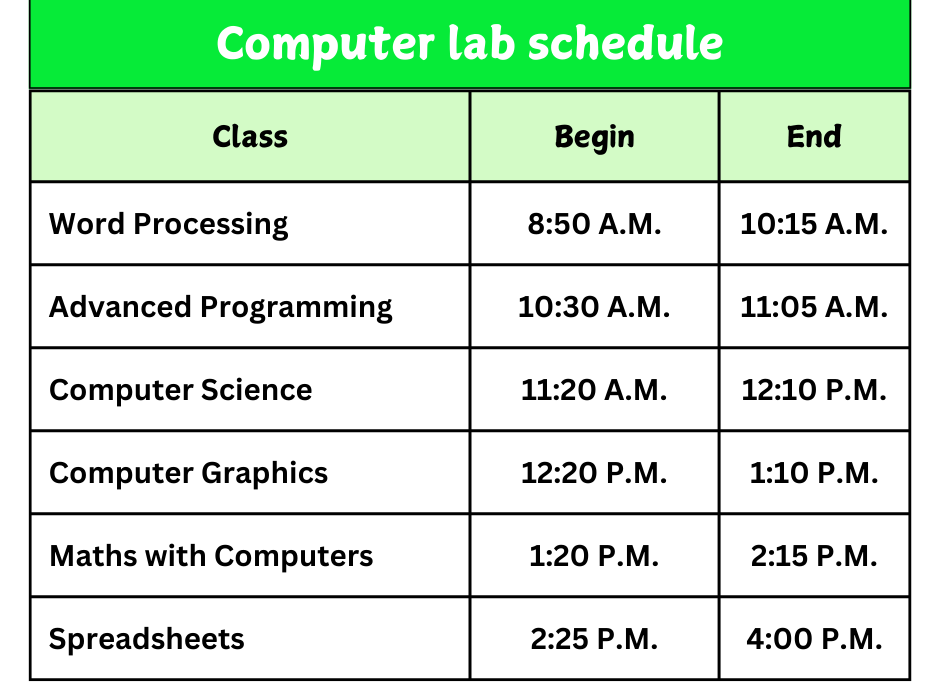 Computer lab schedule
Class Begin End
Word Processing 8:50 A.M. 10:15 A.M.
Advanced Programming 10:30 A.M. 11:05 A.M.
Computer Science 11:20 A.M. 12:10 P.M.
Computer Graphics 12:20 P.M. 1:10 P.M.
Maths with Computers 1:20 P.M. 2:15 P.M.
Spreadsheets 2:25 P.M. 4:00 P.M.